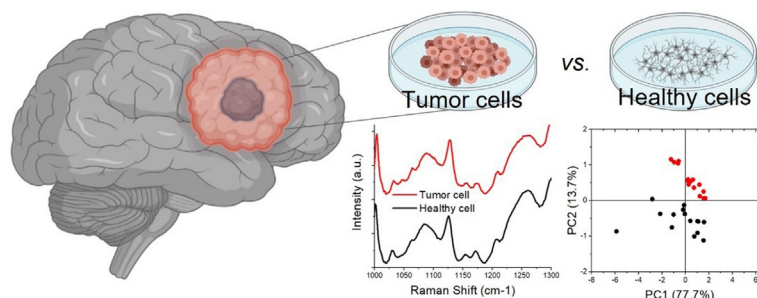 vs.
Tumor cells
Healthy cells
Intensity (a.u.)
Tumor cell
Healthy cell
1000 1050 1100 1150 1200 1250 1300
Raman Shift (cm-1)
PC2 (13.7%)
2
1
0
-1
-2
-8 -6 -4 -2 0 2 4 6
PC1 (77.7%)